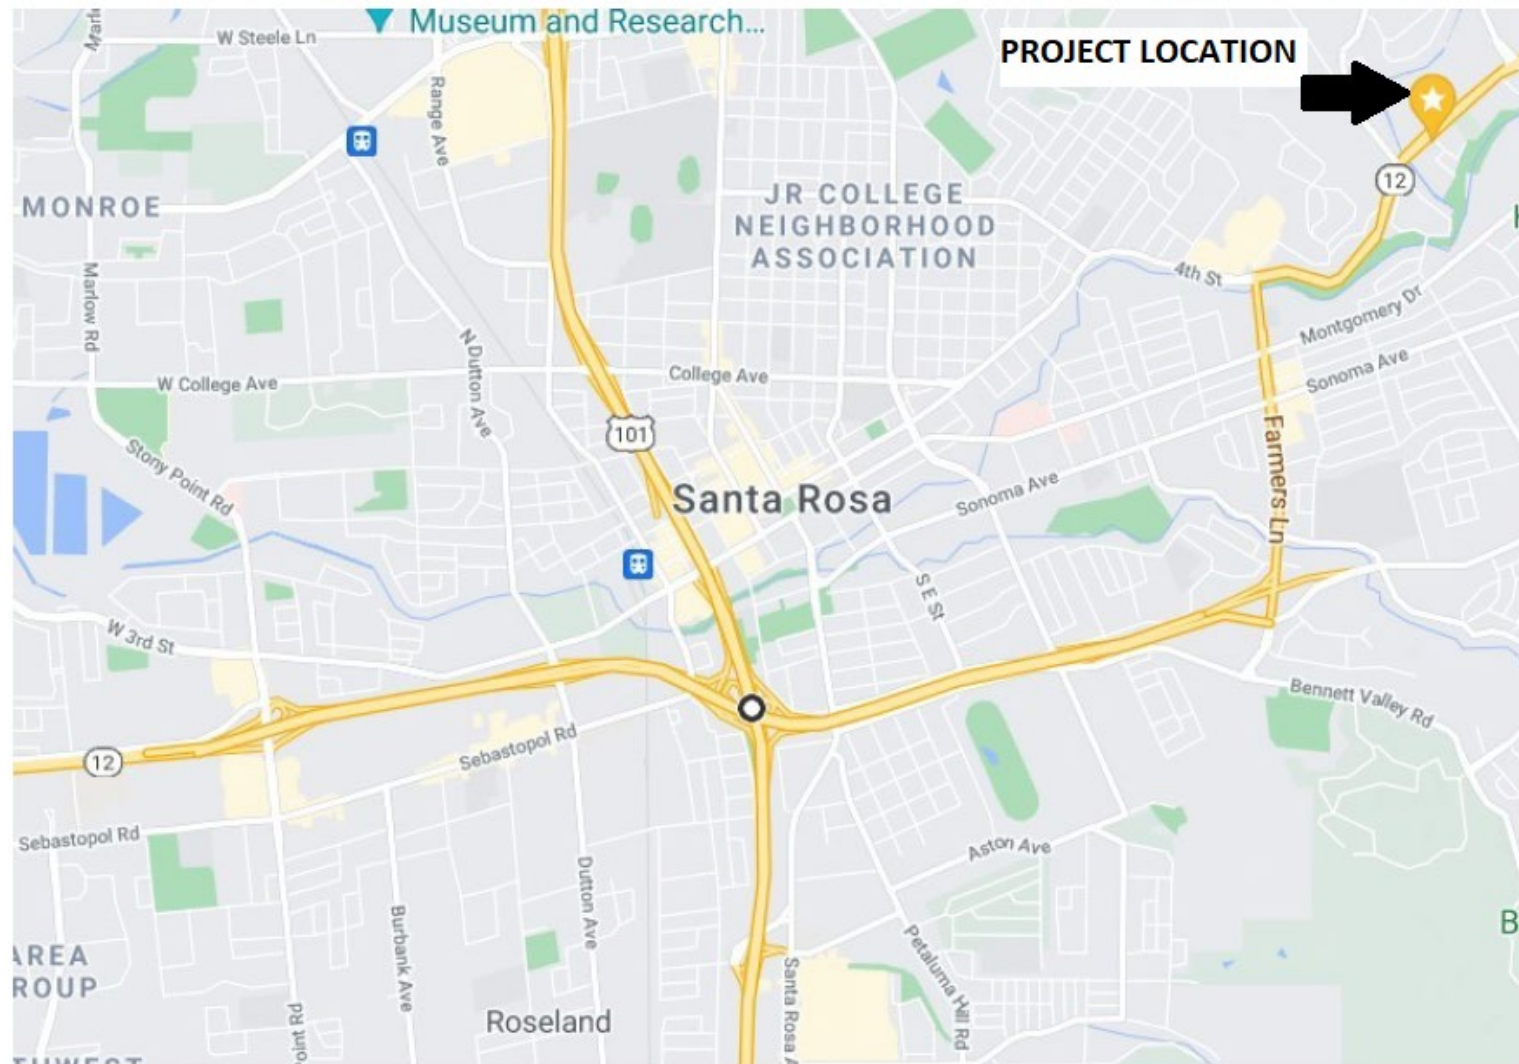 Museum and Research...
W Steele Ln
PROJECT LOCATION
Range Ave
12
MONROE
JR COLLEGE
NEIGHBORHOOD
ASSOCIATION
4th St
Marlow Rd
Montgomery Dr
N Dutton Ave
W College Ave
College Ave
Sonoma Ave
101
Farmers Ln
Stony Point Rd
Santa Rosa
Sonoma Ave
S E St
W 3rd St
Bennett Valley Rd
12
Sebastopol Rd
Sebastopol Rd
Aston Ave
Dutton Ave
Burbank Ave
Petaluma Hill Rd
AREA
ROUP
Santa Rosa A
oint Rd
Roseland
B